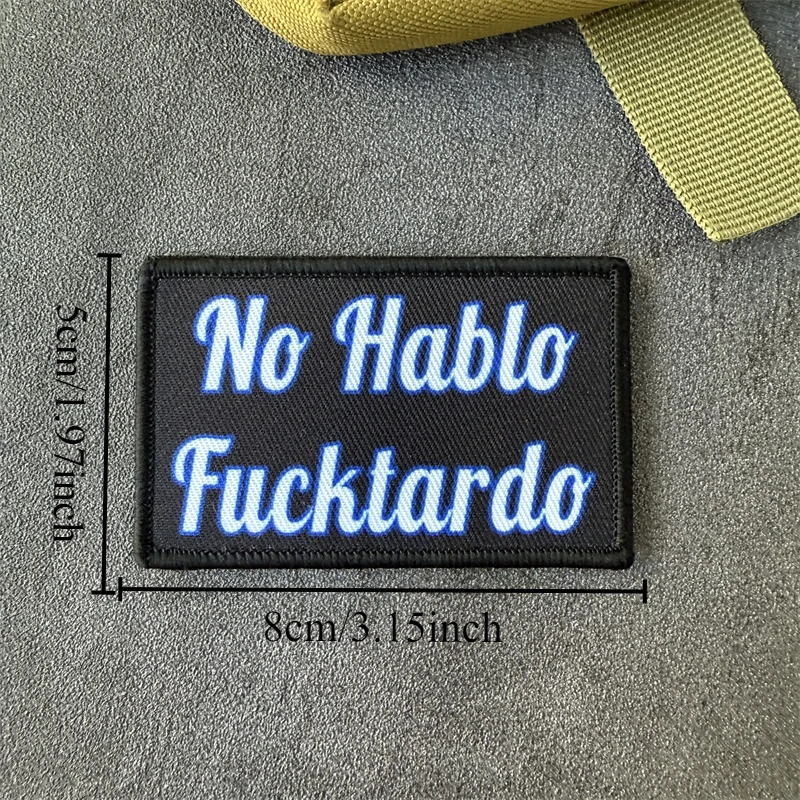 No Hablo
Fucktardo
5cm/1.97inch
8cm/3.15inch